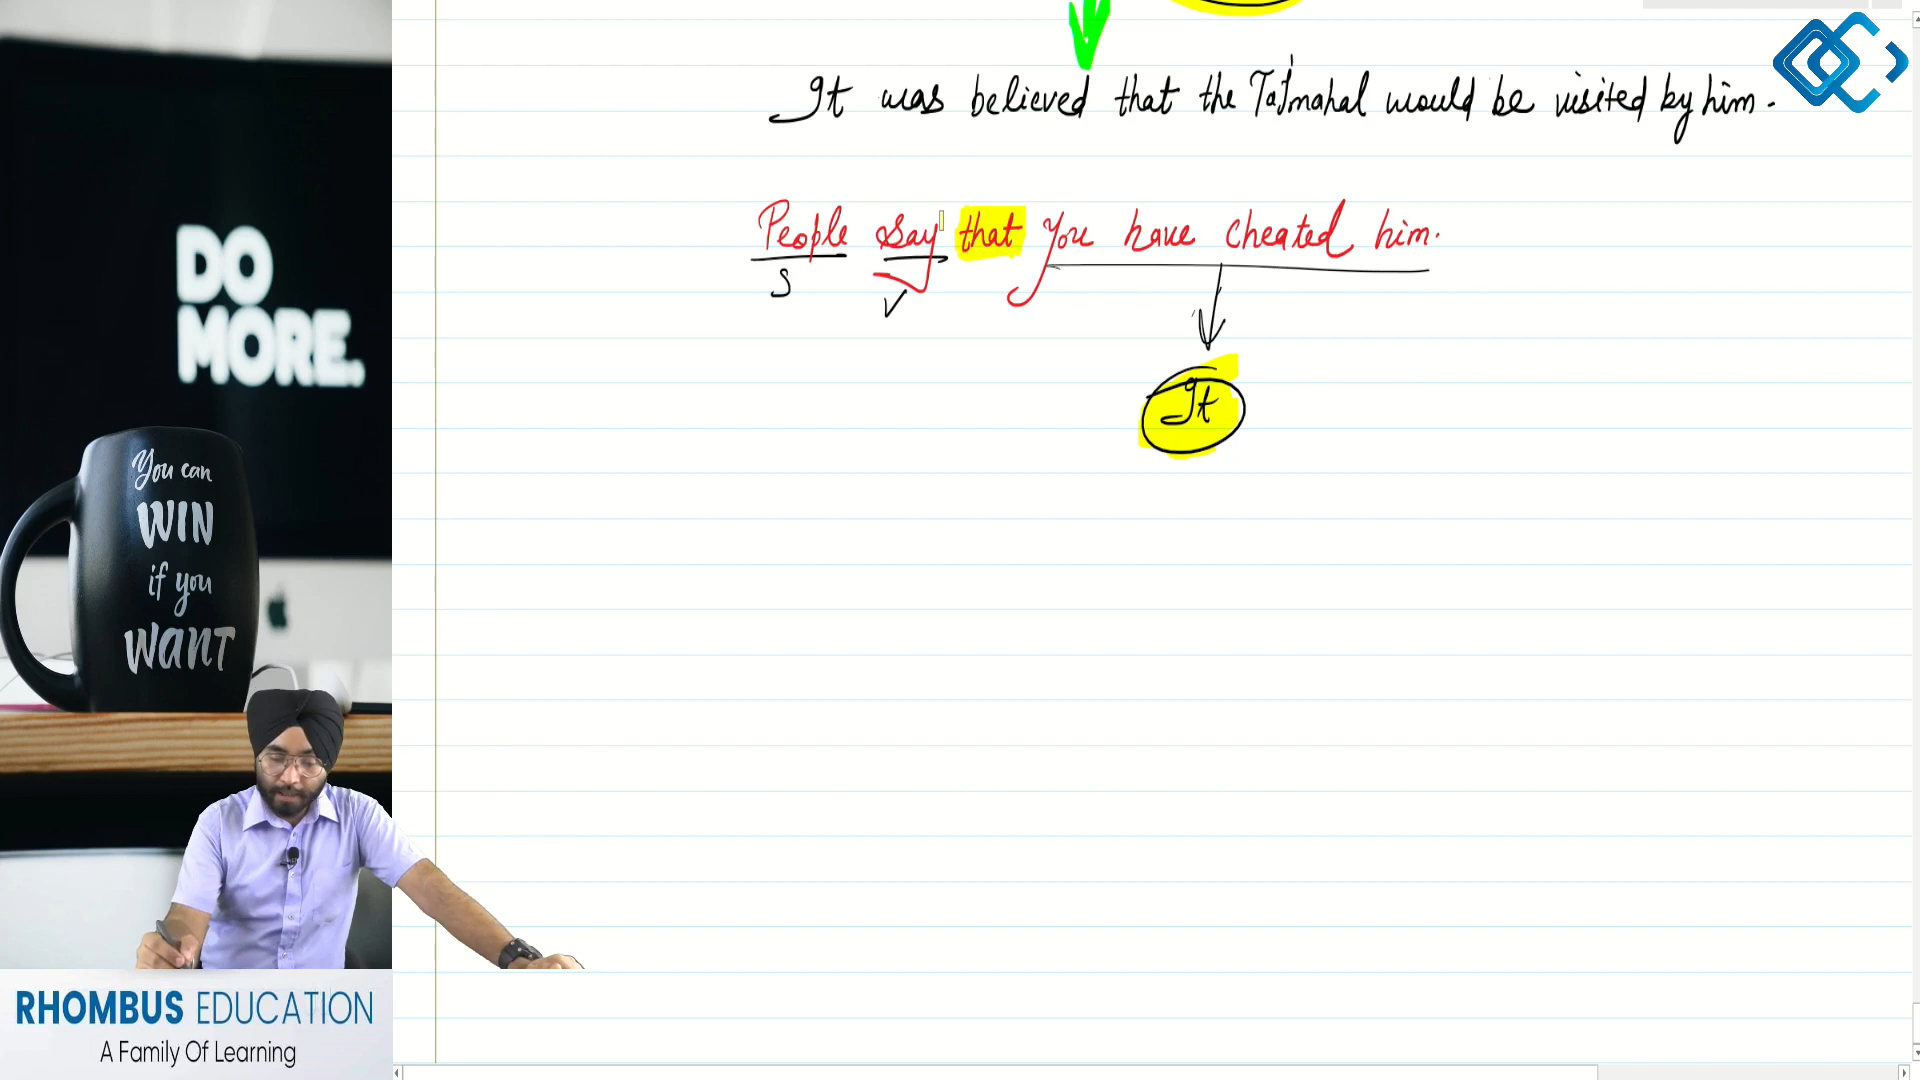 It was believed that the Tajmahal would be visited by him.
People say that you have cheated him.
S
V
It
DO
MORE.
You can
WIN
if you
WANT
RHOMBUS EDUCATION
A Family Of Learning